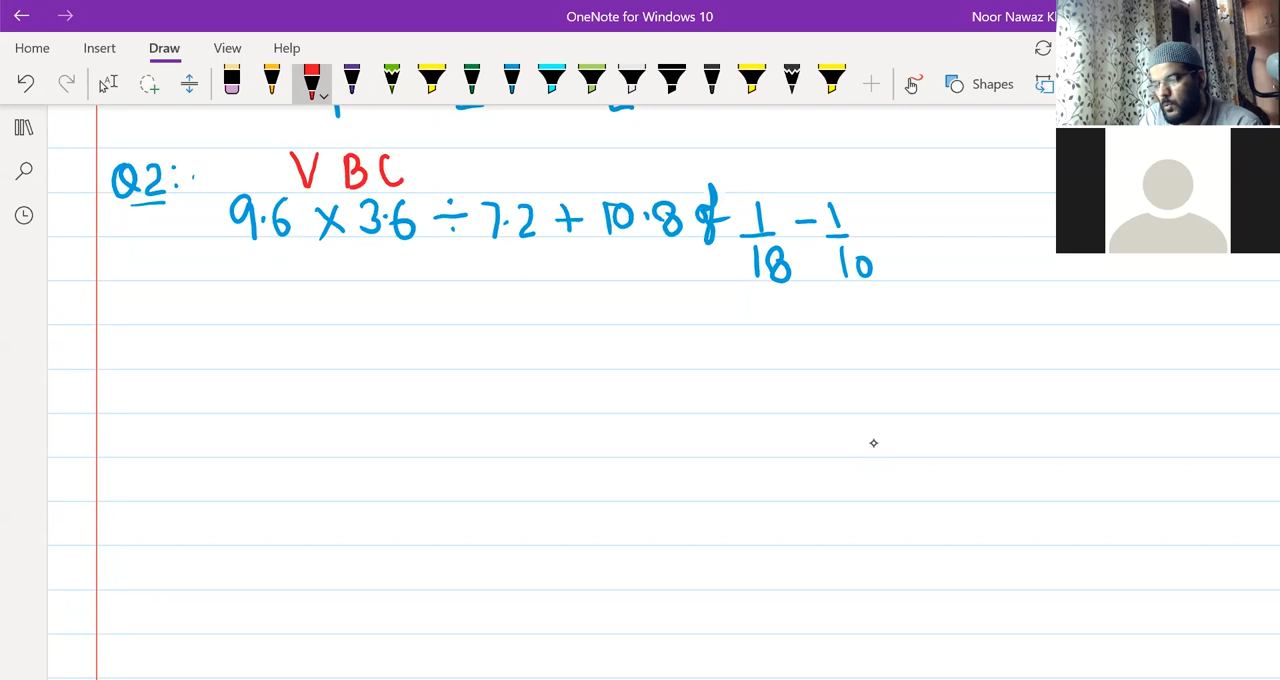 OneNote for Windows 10
Noor Nawaz K
Home Insert Draw View Help
Shapes
Q2:
V B C
9.6 × 3.6 ÷ 7.2 + 10.8 of 1/18 - 1/10